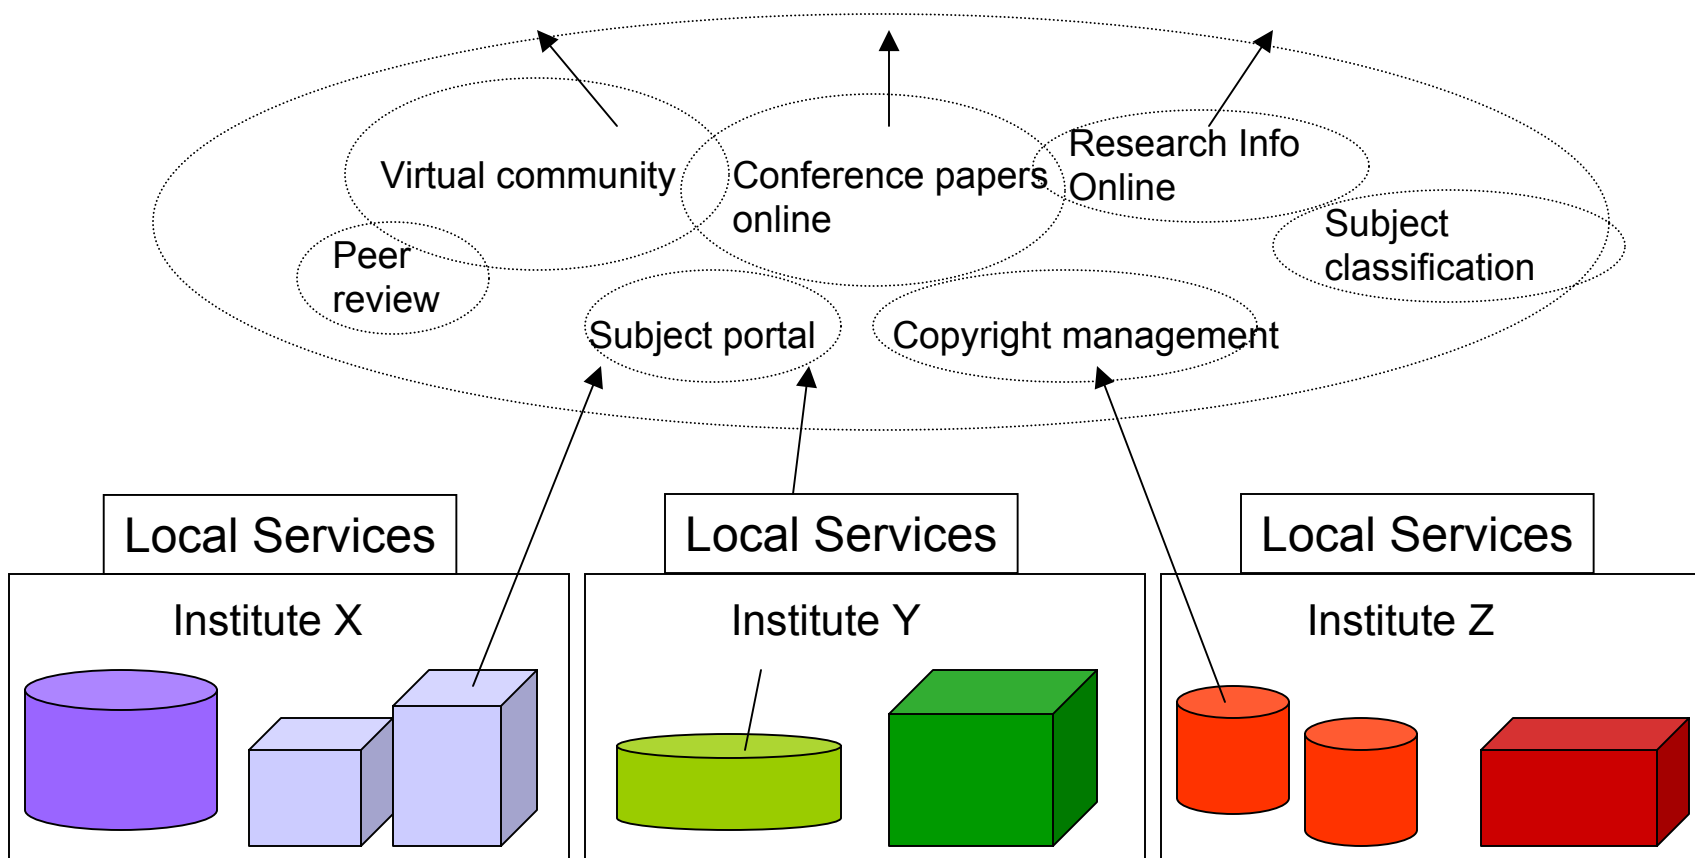 Virtual community
Conference papers
online
Research Info
Online
Subject
classification
Peer
review
Subject portal
Copyright management
Local Services
Local Services
Local Services
Institute X
Institute Y
Institute Z